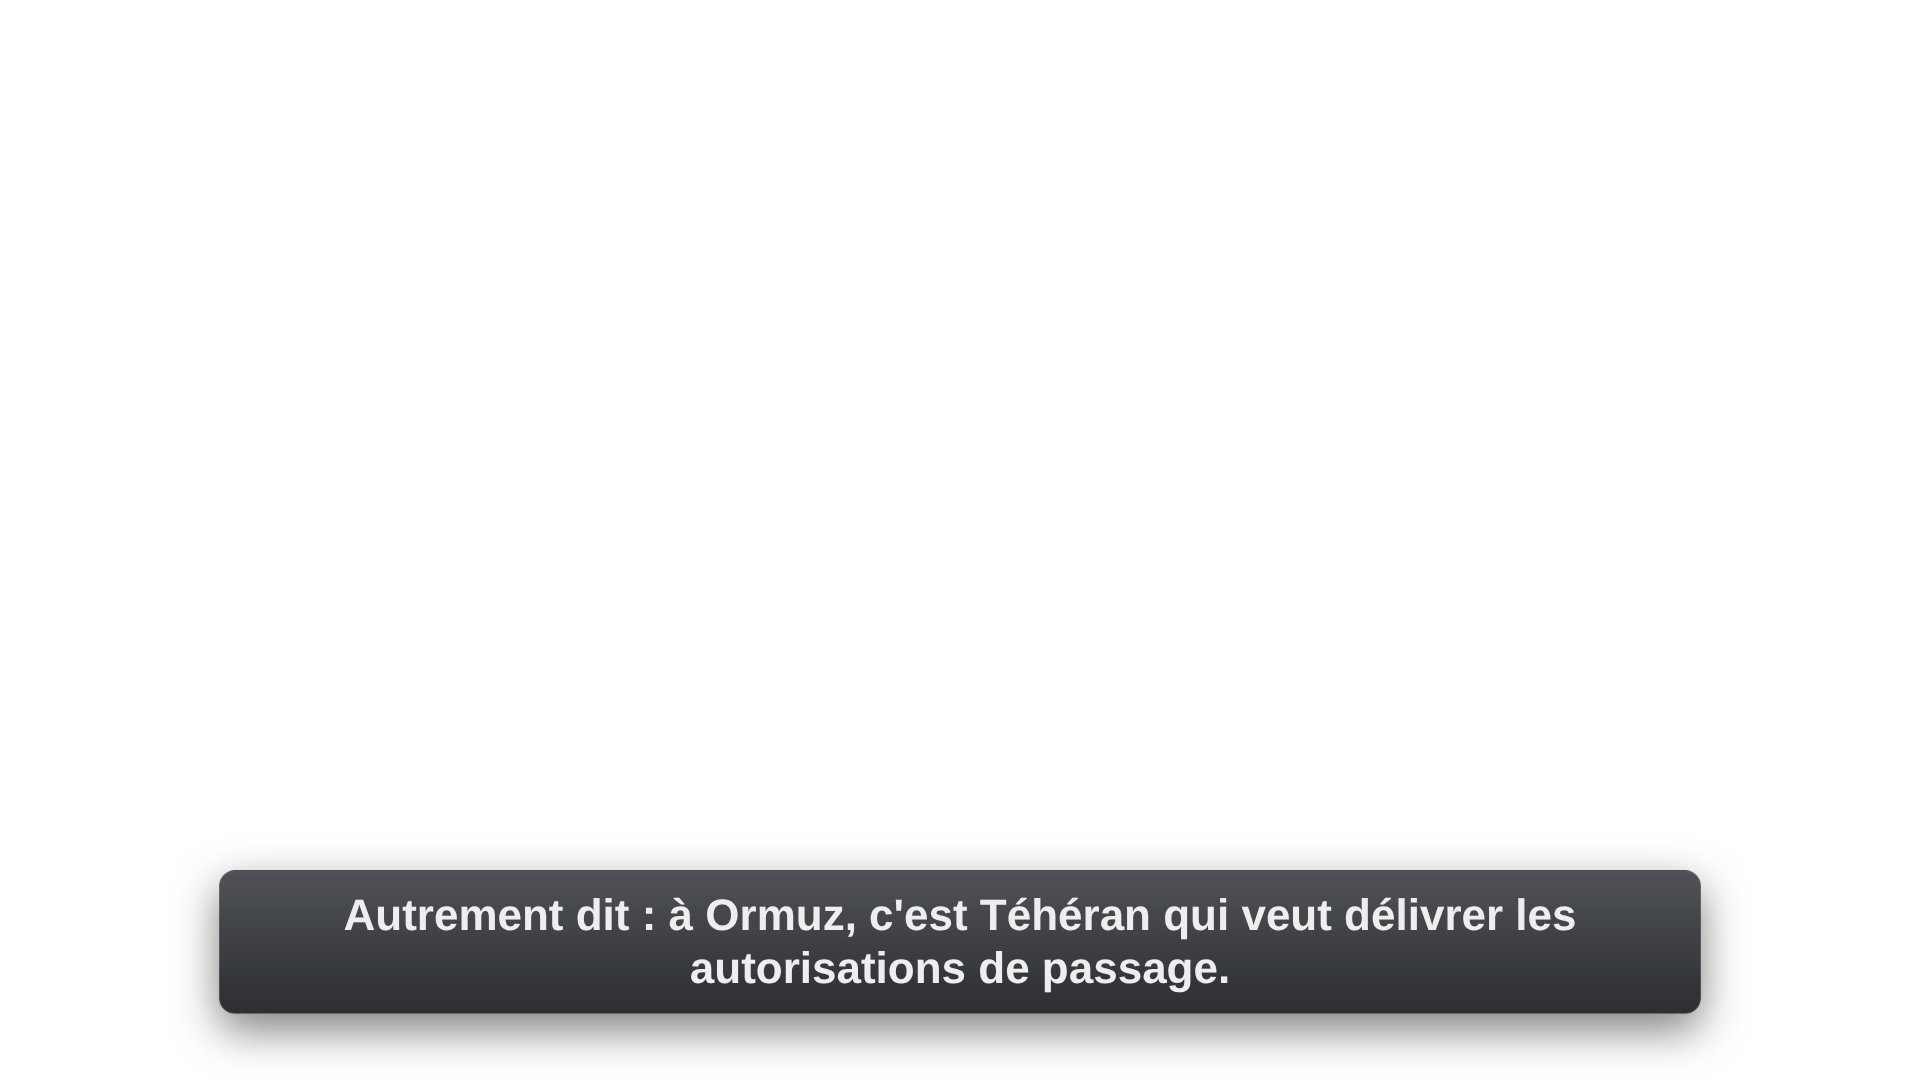 Autrement dit : à Ormuz, c'est Téhéran qui veut délivrer les
autorisations de passage.